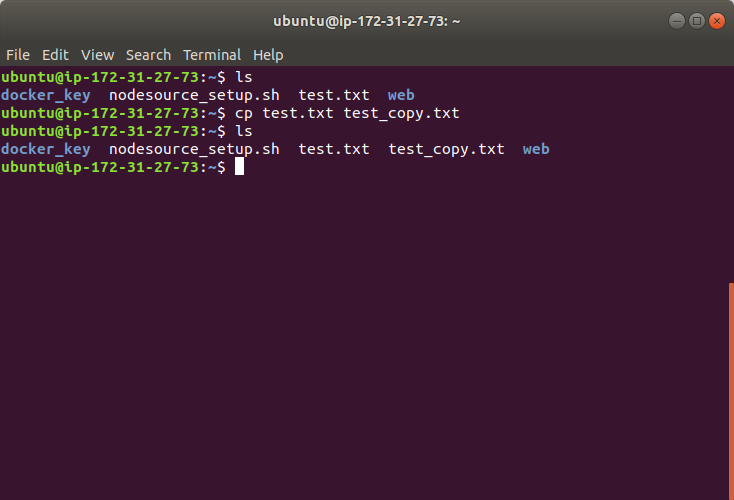 ubuntu@ip-172-31-27-73: ~
File Edit View Search Terminal Help
ubuntu@ip-172-31-27-73:~$ ls
docker_key  nodesource_setup.sh  test.txt  web
ubuntu@ip-172-31-27-73:~$ cp test.txt test_copy.txt
ubuntu@ip-172-31-27-73:~$ ls
docker_key  nodesource_setup.sh  test.txt  test_copy.txt  web
ubuntu@ip-172-31-27-73:~$